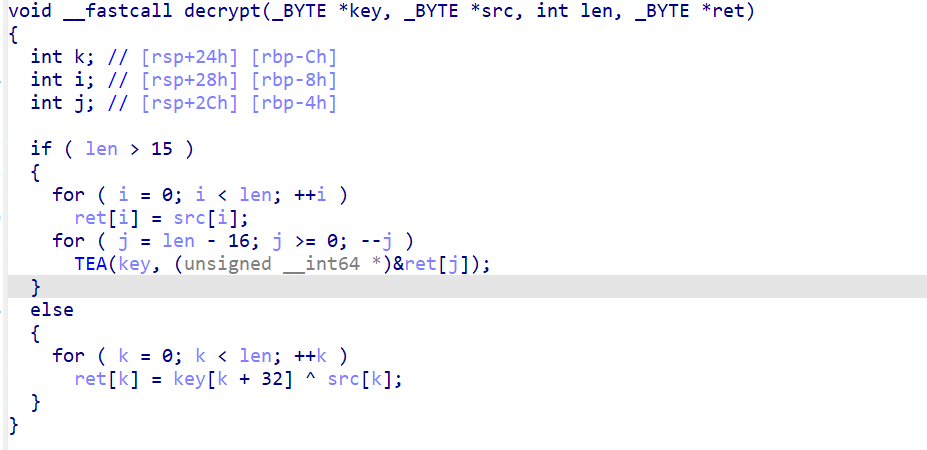 void __fastcall decrypt(_BYTE *key, _BYTE *src, int len, _BYTE *ret)
{
  int k; // [rsp+24h] [rbp-Ch]
  int i; // [rsp+28h] [rbp-8h]
  int j; // [rsp+2Ch] [rbp-4h]

  if ( len > 15 )
  {
    for ( i = 0; i < len; ++i )
      ret[i] = src[i];
    for ( j = len - 16; j >= 0; --j )
      TEA(key, (unsigned __int64 *)&ret[j]);
  }
  else
  {
    for ( k = 0; k < len; ++k )
      ret[k] = key[k + 32] ^ src[k];
  }
}